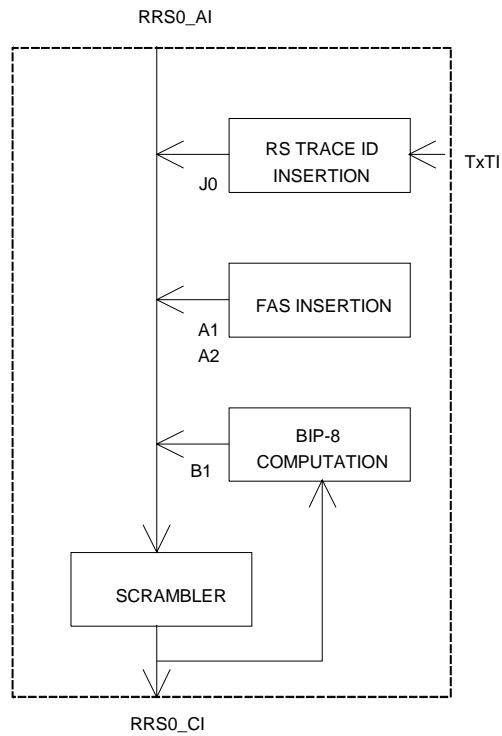 RRS0_AI
RS TRACE ID
INSERTION
TxTI
J0
FAS INSERTION
A1
A2
BIP-8
COMPUTATION
B1
SCRAMBLER
RRS0_CI